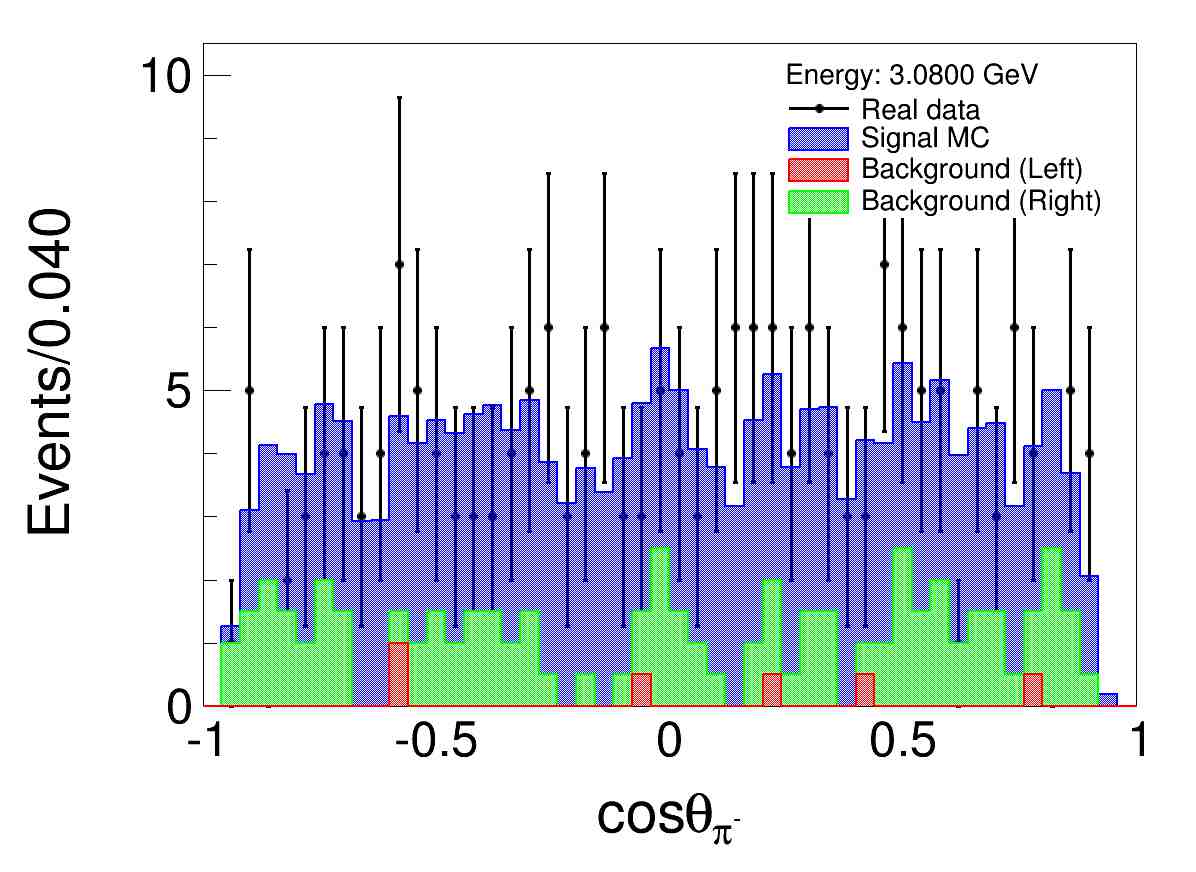 Events/0.040
10
5
0
Energy: 3.0800 GeV
Real data
Signal MC
Background (Left)
Background (Right)
-1
-0.5
0
0.5
1
cosθπ⁻